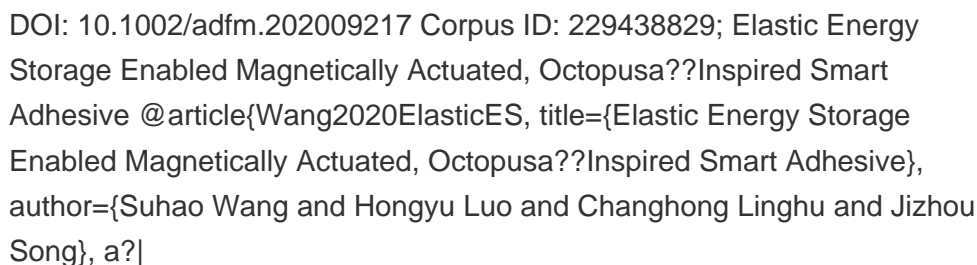 DOI: 10.1002/adfm.202009217 Corpus ID: 229438829; Elastic Energy
Storage Enabled Magnetically Actuated, Octopusa??Inspired Smart
Adhesive @article{Wang2020ElasticES, title={Elastic Energy Storage
Enabled Magnetically Actuated, Octopusa??Inspired Smart Adhesive},
author={Suhao Wang and Hongyu Luo and Changhong Linghu and Jizhou
Song}, a?|